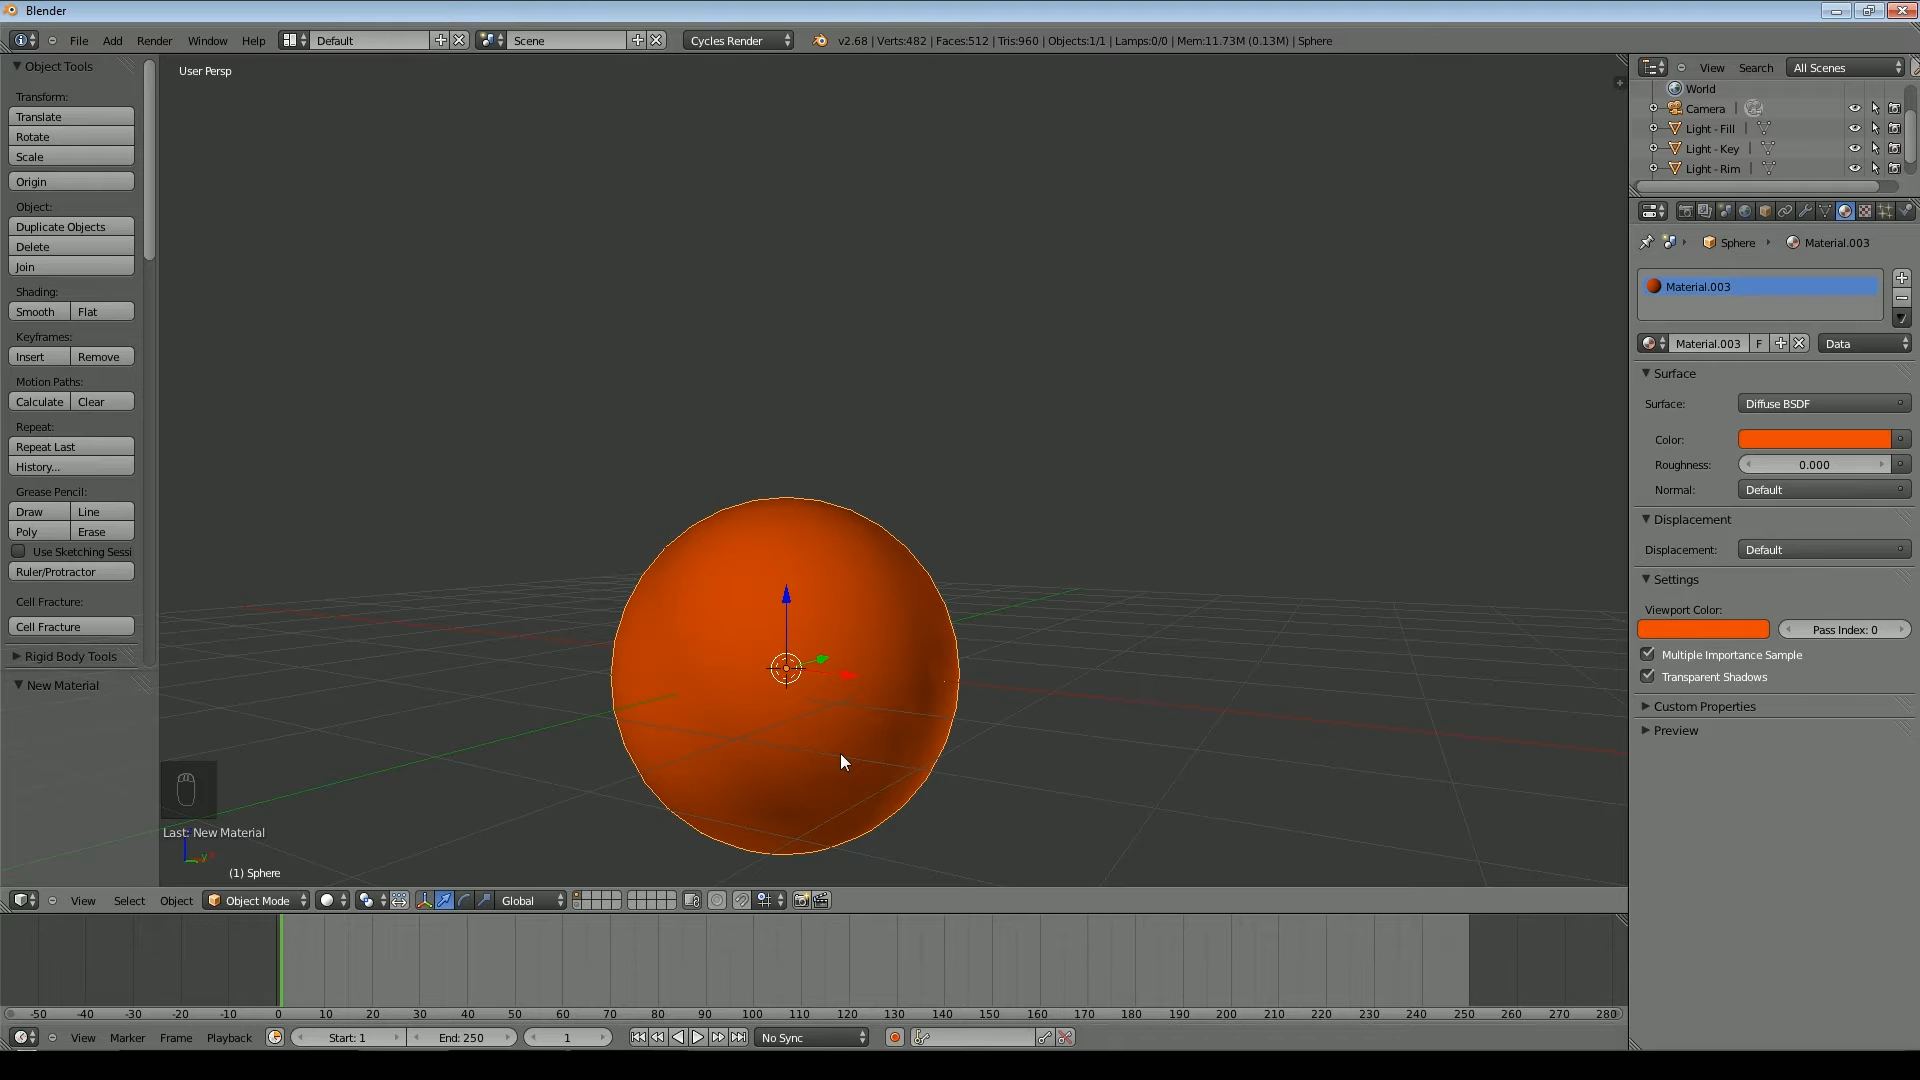 Blender
File Add Render Window Help Default Scene Cycles Render v2.68 | Verts:482 | Faces:512 | Tris:960 | Objects:1/1 | Lamps:0/0 | Mem:11.73M (0.13M) | Sphere
Object Tools
Transform:
Translate
Rotate
Scale
Origin
Object:
Duplicate Objects
Delete
Join
Shading:
Smooth Flat
Keyframes:
Insert Remove
Motion Paths:
Calculate Clear
Repeat:
Repeat Last
History...
Grease Pencil:
Draw Line
Poly Erase
Use Sketching Sessi
Ruler/Protractor
Cell Fracture:
Cell Fracture
Rigid Body Tools
New Material
User Persp
Last: New Material
(1) Sphere
View Select Object Object Mode Global
View Search All Scenes
World
Camera
Light - Fill
Light - Key
Light - Rim
Sphere Material.003
Material.003
Material.003 F Data
Surface
Surface: Diffuse BSDF
Color:
Roughness: 0.000
Normal: Default
Displacement
Displacement: Default
Settings
Viewport Color:
Pass Index: 0
Multiple Importance Sample
Transparent Shadows
Custom Properties
Preview
-50 -40 -30 -20 -10 0 10 20 30 40 50 60 70 80 90 100 110 120 130 140 150 160 170 180 190 200 210 220 230 240 250 260 270 280
View Marker Frame Playback Start: 1 End: 250 1 No Sync